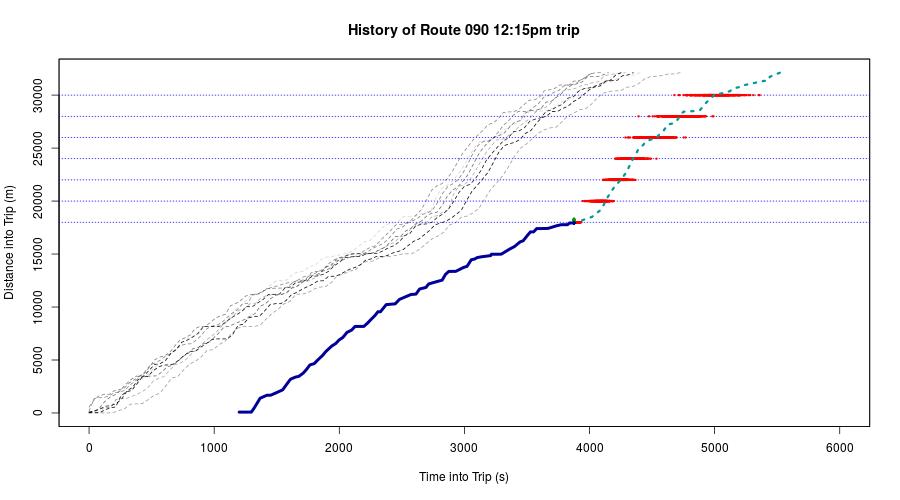 History of Route 090 12:15pm trip
Distance into Trip (m)
30000
25000
20000
15000
10000
5000
0
0 1000 2000 3000 4000 5000 6000
Time into Trip (s)